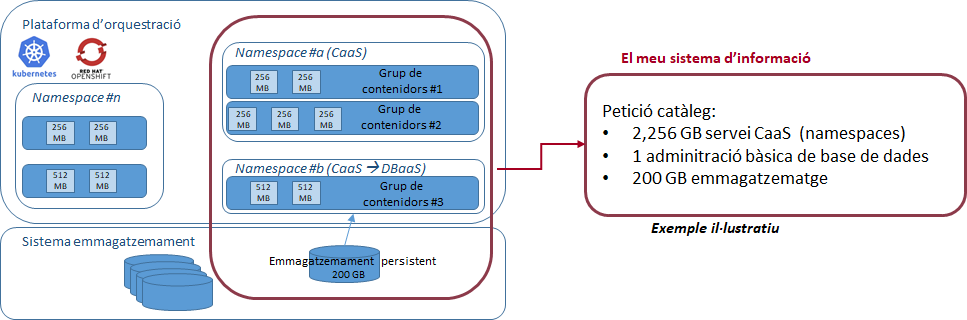 Plataforma d'orquestració
kubernetes
RED HAT
OPENSHIFT
Namespace #n
256
MB
256
MB
512
MB
512
MB
Namespace #a (CaaS)
256
MB
256
MB
Grup de
contenidors #1
256
MB
256
MB
256
MB
Grup de
contenidors #2
Namespace #b (CaaS → DBaaS)
512
MB
512
MB
Grup de
contenidors #3
Sistema emmagatzemament
Emmagatzemament persistent
200 GB
El meu sistema d'informació
Petició catàleg:
• 2,256 GB servei CaaS (namespaces)
• 1 adminitració bàsica de base de dades
• 200 GB emmagatzematge
Exemple il·lustratiu